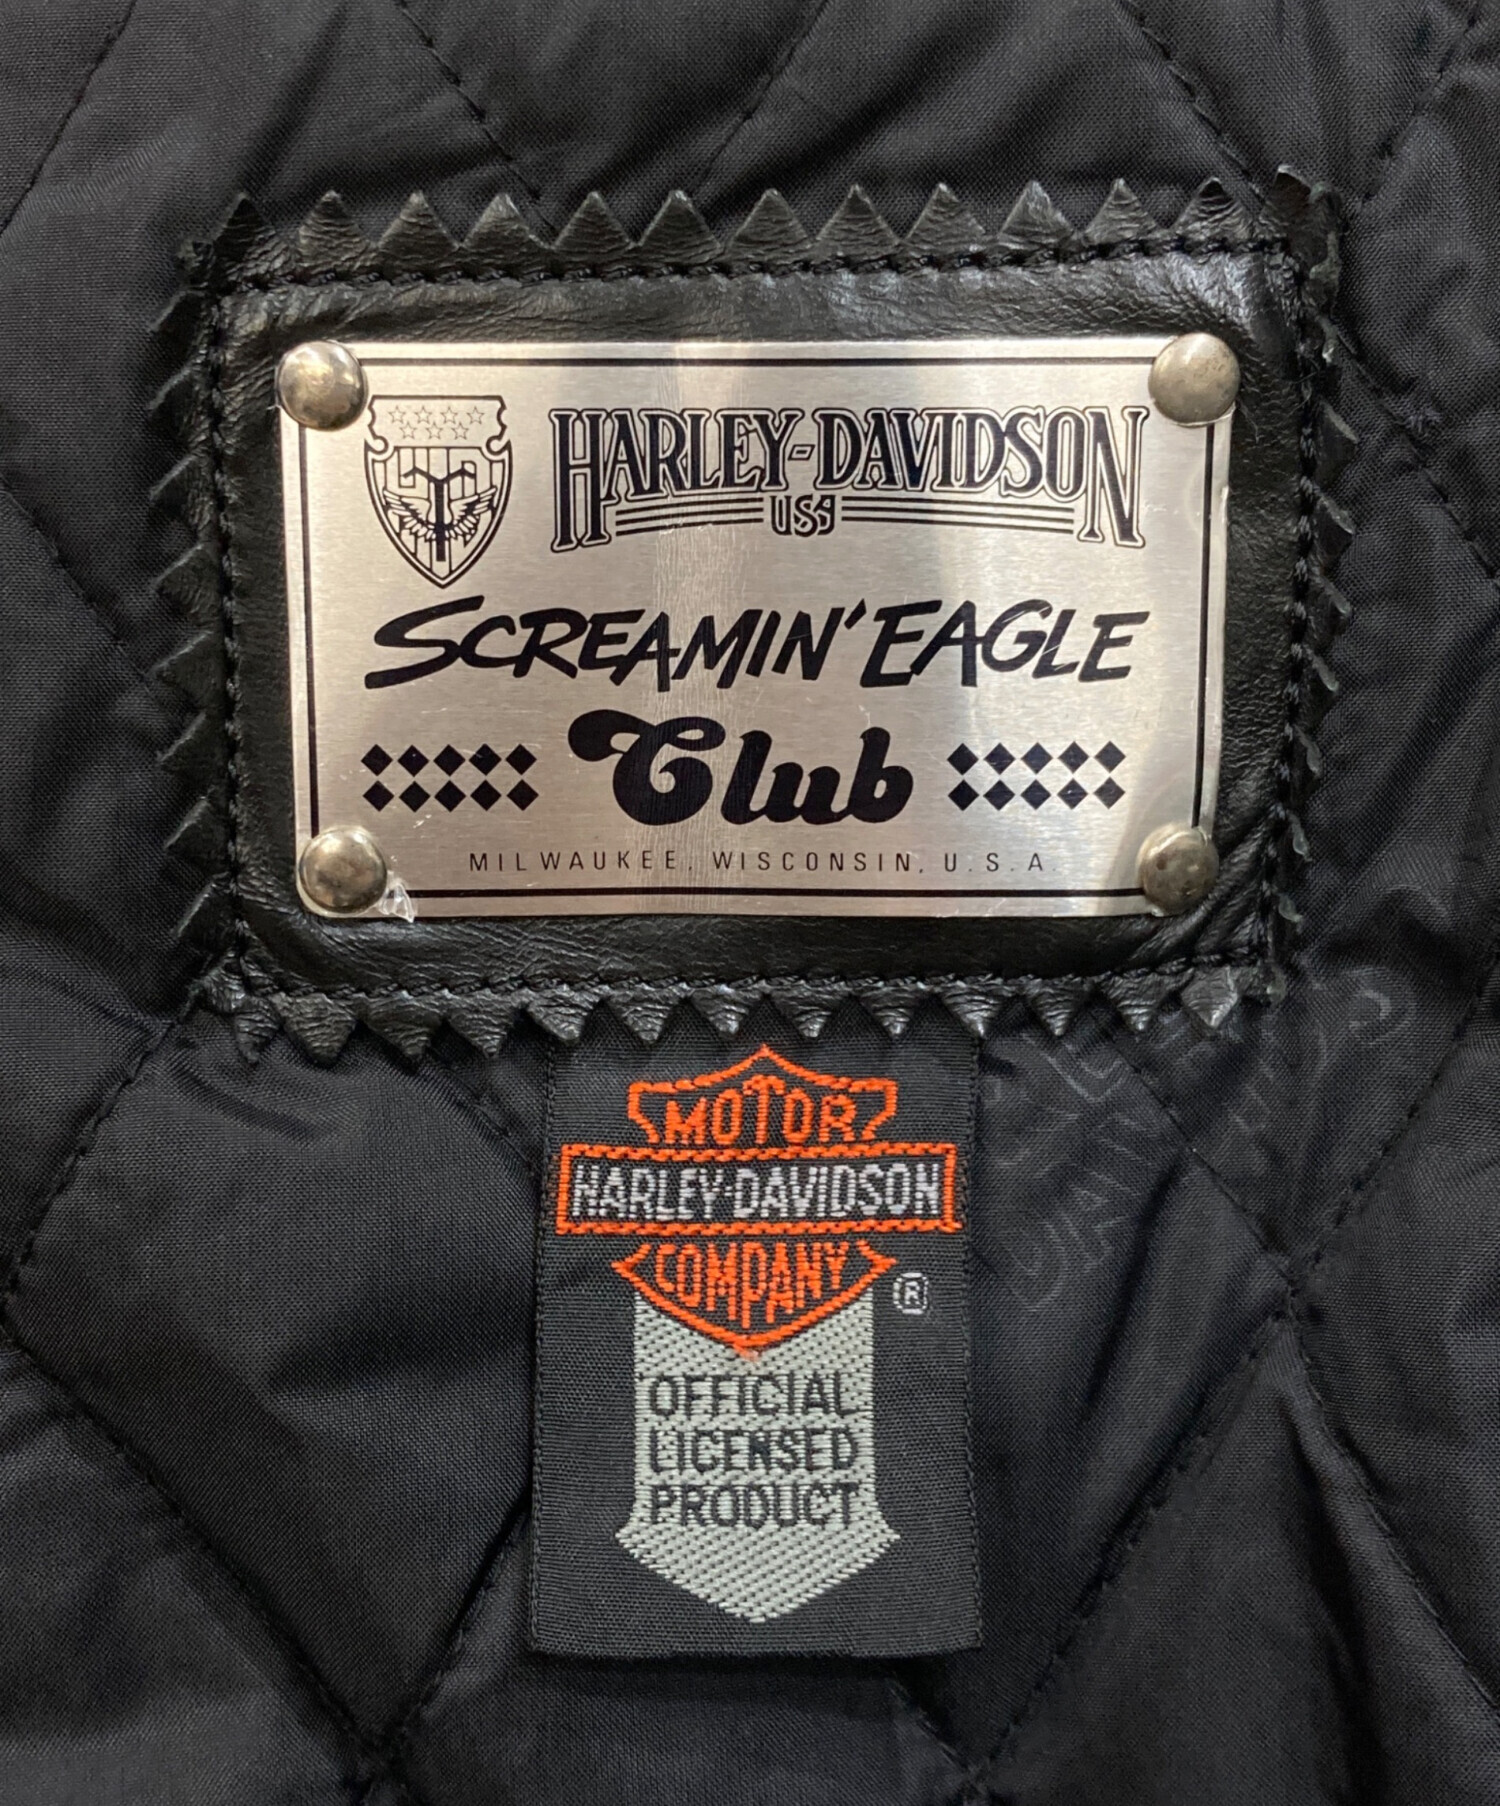 HARLEY-DAVIDSON
USA
SCREAMIN' EAGLE
Club
MILWAUKEE, WISCONSIN, U.S.A.
MOTOR
HARLEY-DAVIDSON
COMPANY
®
OFFICIAL
LICENSED
PRODUCT